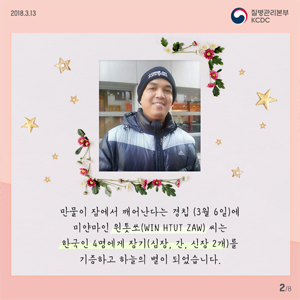 2018.3.13
질병관리본부
KCDC
만물이 잠에서 깨어난다는 경칩 (3월 6일)에
미얀마인 윈톳쏘(WIN HTUT ZAW) 씨는
한국인 4명에게 장기(심장, 간, 신장 2개)를
기증하고 하늘의 별이 되었습니다.
2/8